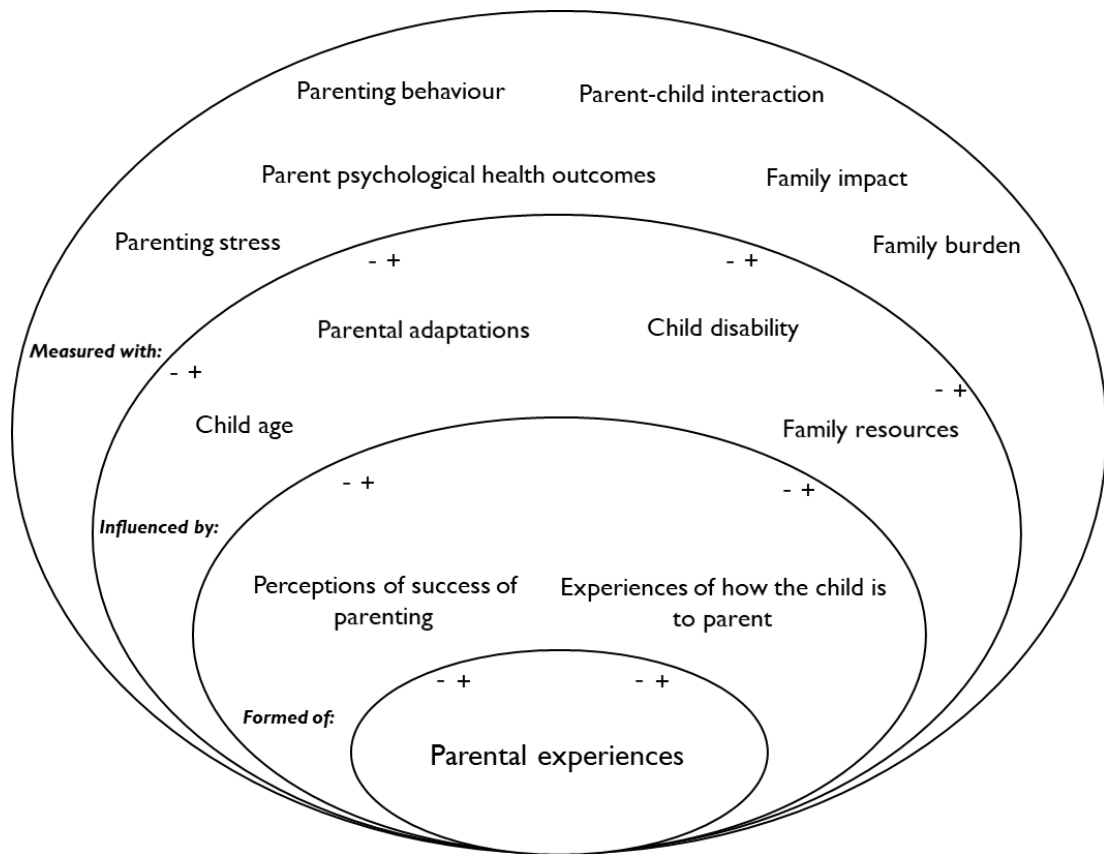 Parenting behaviour
Parent-child interaction
Parent psychological health outcomes
Family impact
Parenting stress
Family burden
- +
- +
Parental adaptations
Child disability
Measured with:
- +
- +
Child age
Family resources
- +
- +
Influenced by:
Perceptions of success of
parenting
Experiences of how the child is
to parent
- +
- +
Formed of:
Parental experiences